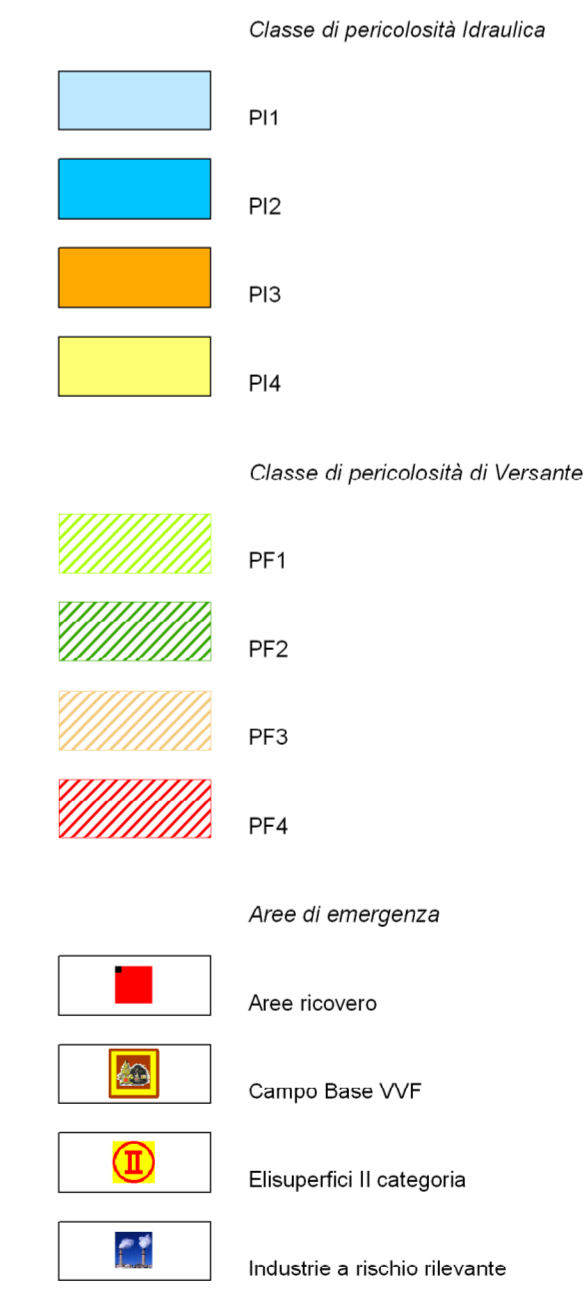 Classe di pericolosità Idraulica
PI1
PI2
PI3
PI4
Classe di pericolosità di Versante
PF1
PF2
PF3
PF4
Aree di emergenza
Aree ricovero
Campo Base VVF
II
Elisuperfici II categoria
Industrie a rischio rilevante